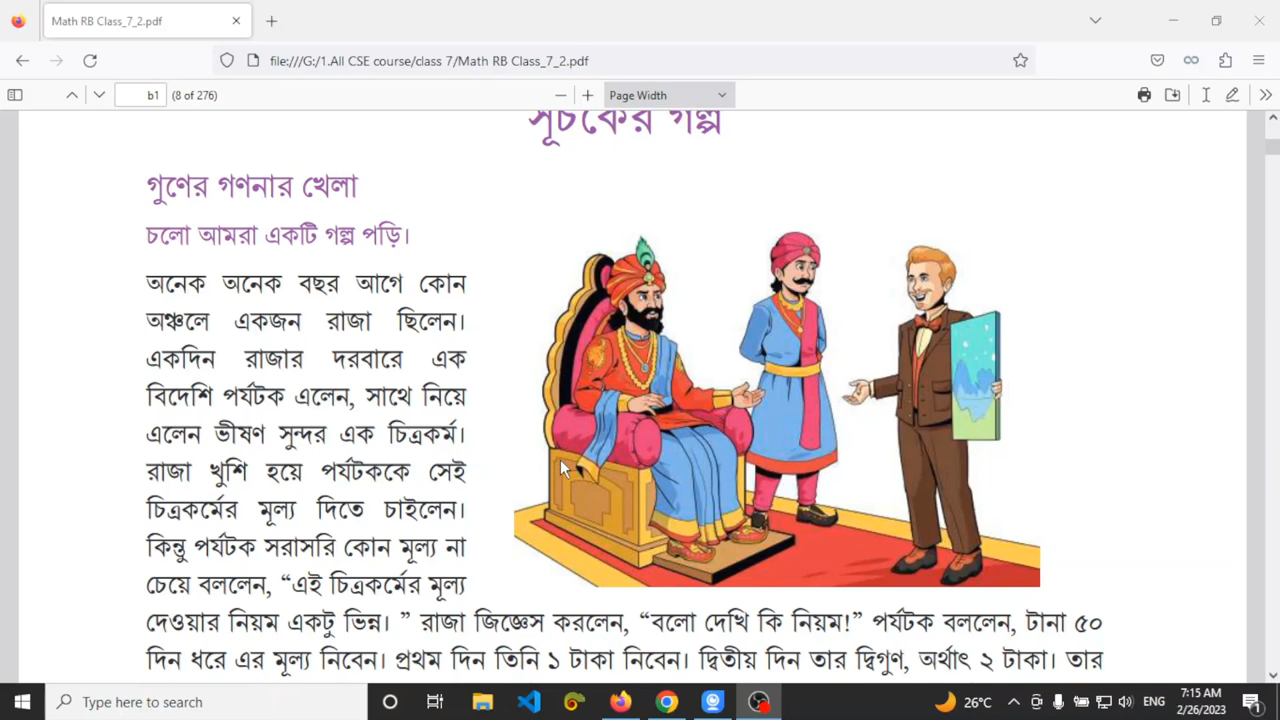 Math RB Class_7_2.pdf
file:///G:/1.All CSE course/class 7/Math RB Class_7_2.pdf
b1 (8 of 276)
Page Width
সূচকের গল্প
গুণের গণনার খেলা
চলো আমরা একটি গল্প পড়ি।
অনেক অনেক বছর আগে কোন
অঞ্চলে একজন রাজা ছিলেন।
একদিন রাজার দরবারে এক
বিদেশি পর্যটক এলেন, সাথে নিয়ে
এলেন ভীষণ সুন্দর এক চিত্রকর্ম।
রাজা খুশি হয়ে পর্যটককে সেই
চিত্রকর্মের মূল্য দিতে চাইলেন।
কিন্তু পর্যটক সরাসরি কোন মূল্য না
চেয়ে বললেন, “এই চিত্রকর্মের মূল্য
দেওয়ার নিয়ম একটু ভিন্ন। ” রাজা জিজ্ঞেস করলেন, “বলো দেখি কি নিয়ম!” পর্যটক বললেন, টানা ৫০
দিন ধরে এর মূল্য নিবেন। প্রথম দিন তিনি ১ টাকা নিবেন। দ্বিতীয় দিন তার দ্বিগুণ, অর্থাৎ ২ টাকা। তার
Type here to search
26°C
ENG
7:15 AM
2/26/2023
1